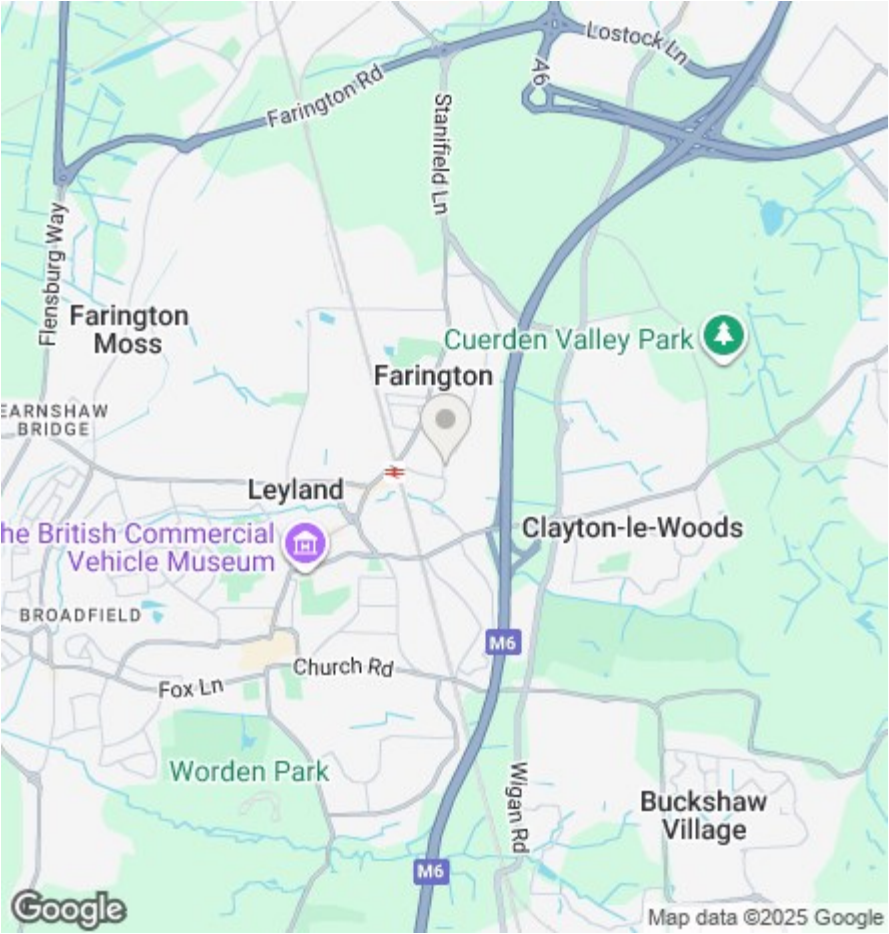 Lostock Ln
A6
Farington Rd
Stanifield Ln
Flensburg Way
Farington
Moss
Cuerden Valley Park
Farington
EARNSHAW
BRIDGE
Leyland
he British Commercial
Vehicle Museum
Clayton-le-Woods
BROADFIELD
M6
Church Rd
Fox Ln
Worden Park
Wigan Rd
Buckshaw
Village
M6
Google
Map data ©2025 Google